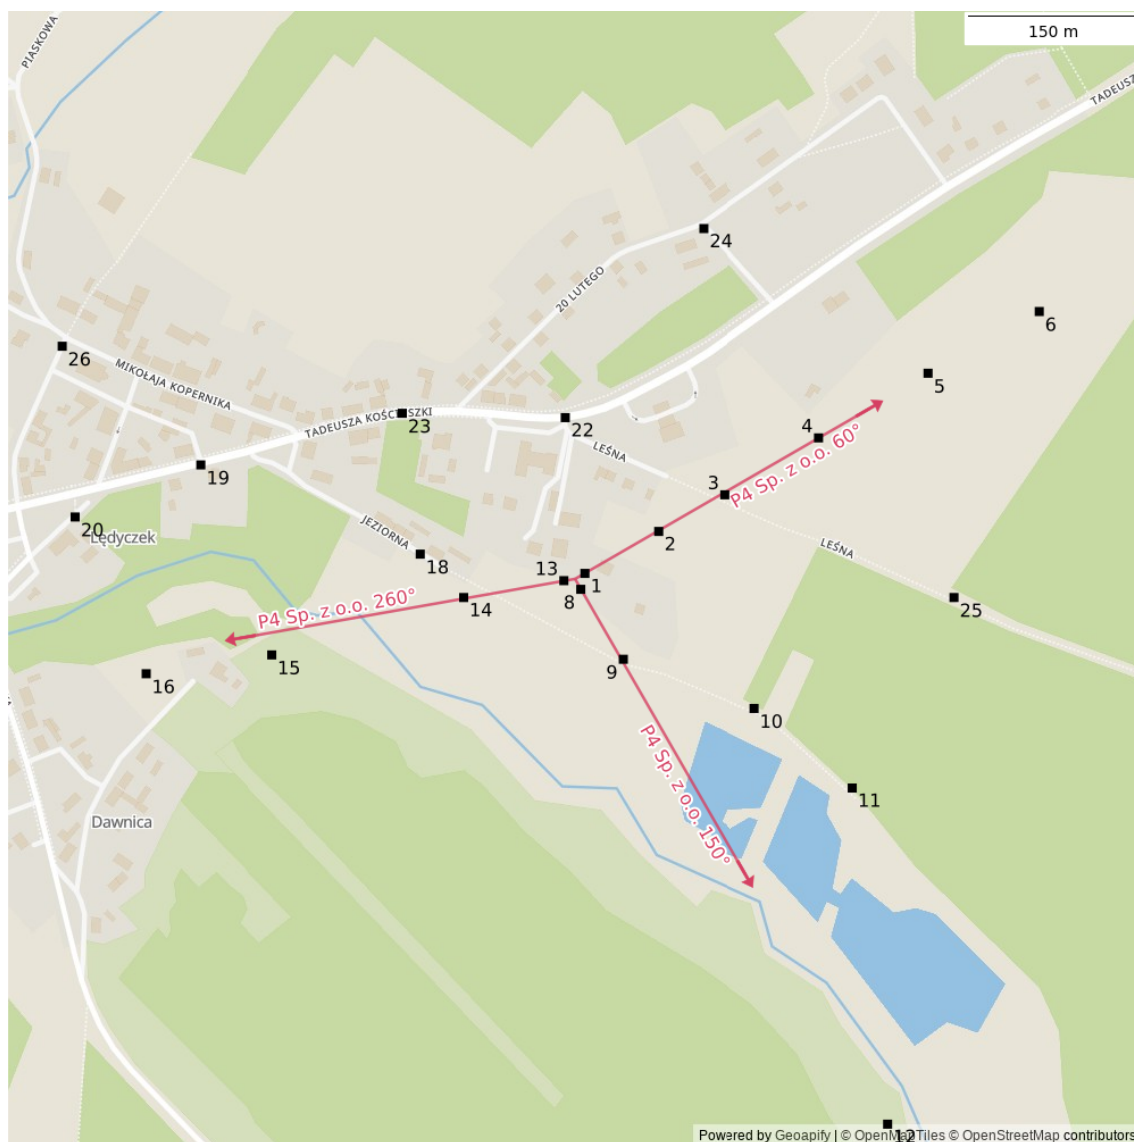 150 m
PIASKOWA
TADEUSZ
24
20 LUTEGO
6
26
MIKOŁAJA KOPERNIKA
5
TADEUSZA KOŚCIUSZKI
23
22
4
LEŚNA
P4 Sp. z o.o. 60°
19
3
20
Lędyczek
JEZIORNA
2
LEŚNA
18
13
1
8
14
25
P4 Sp. z o.o. 260°
15
9
16
10
P4 Sp. z o.o. 150°
11
Dawnica
12
Powered by Geoapify | © OpenMapTiles © OpenStreetMap contributors